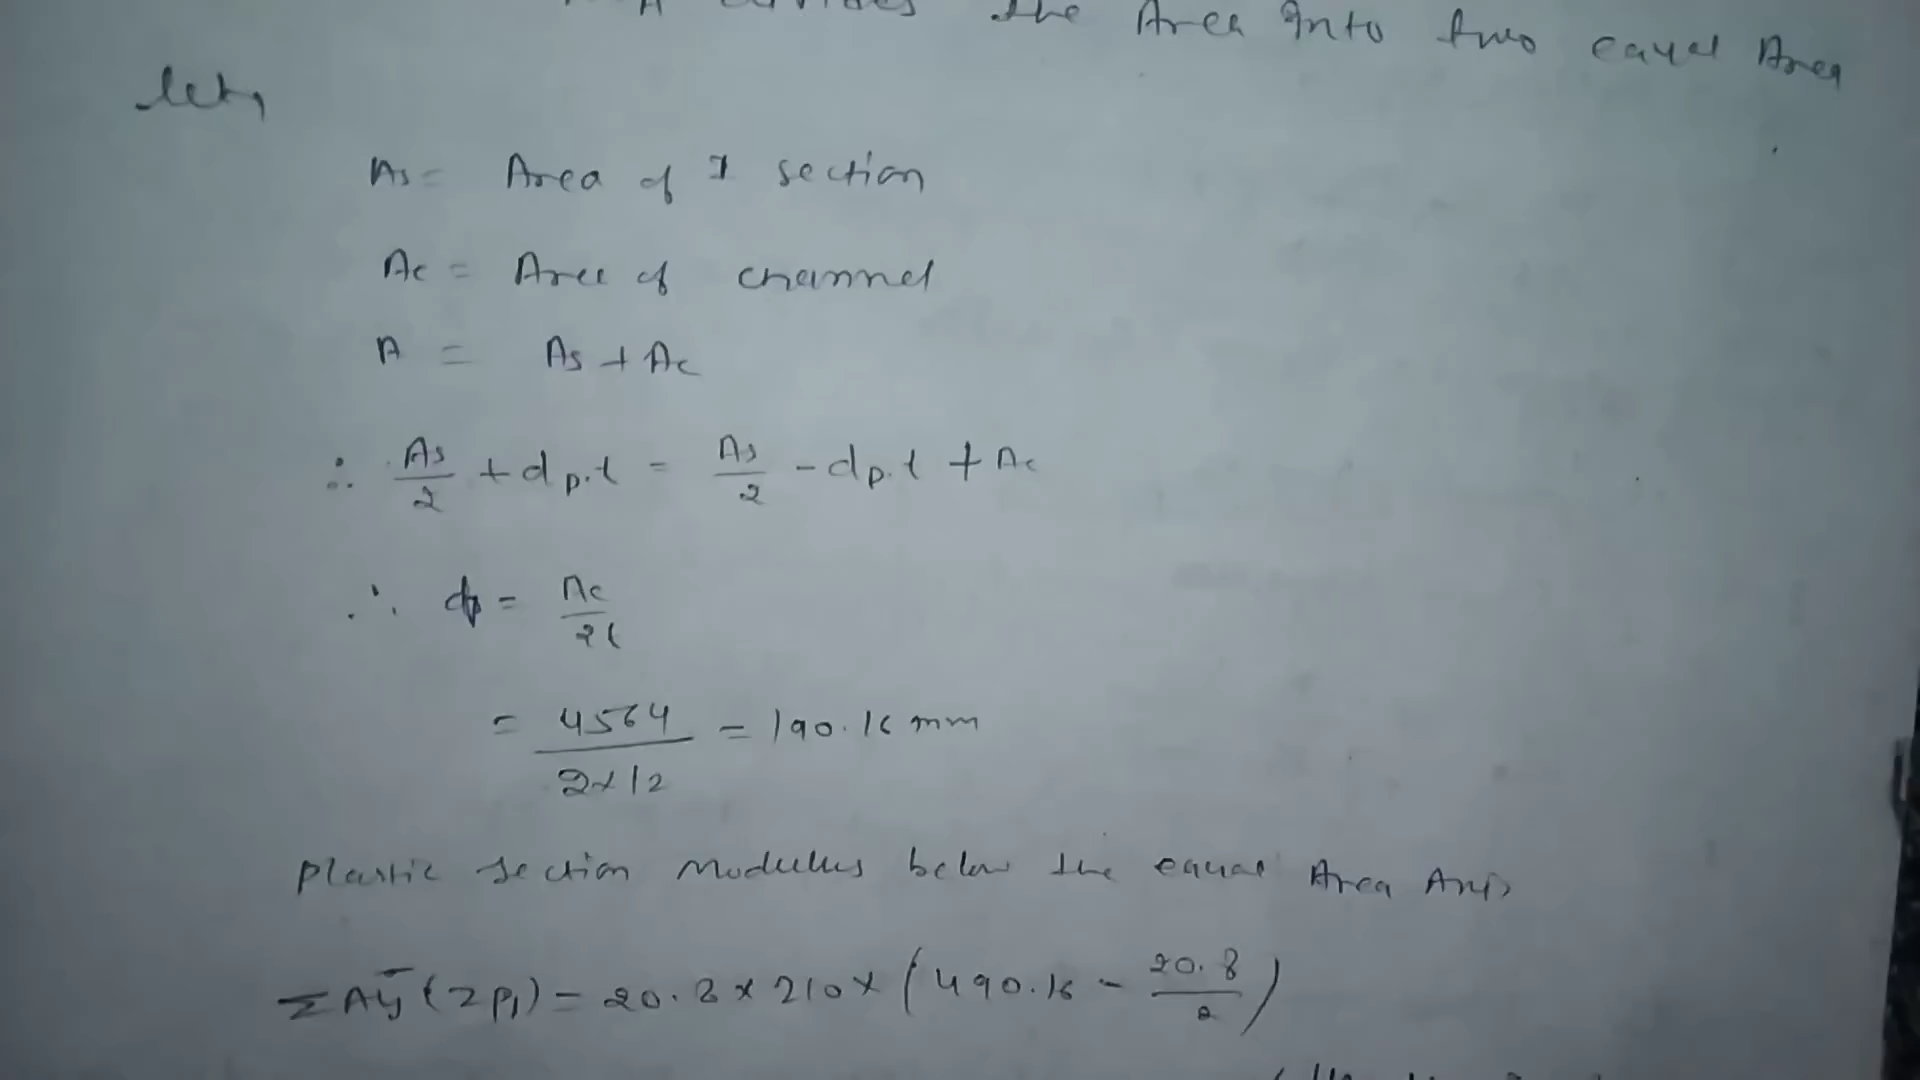 the Area Into two equal Area
let,
As = Area of I section
Ac = Area of channel
A = As + Ac
∴ As/2 + dp.t = As/2 - dp.t + Ac
∴ dp = Ac/2t
= 4564/2x12 = 190.16 mm
Plastic section Modulus below the equal Area Axis
ΣAȳ (Zp1) = 20.8 x 210 x (490.16 - 20.8/2)